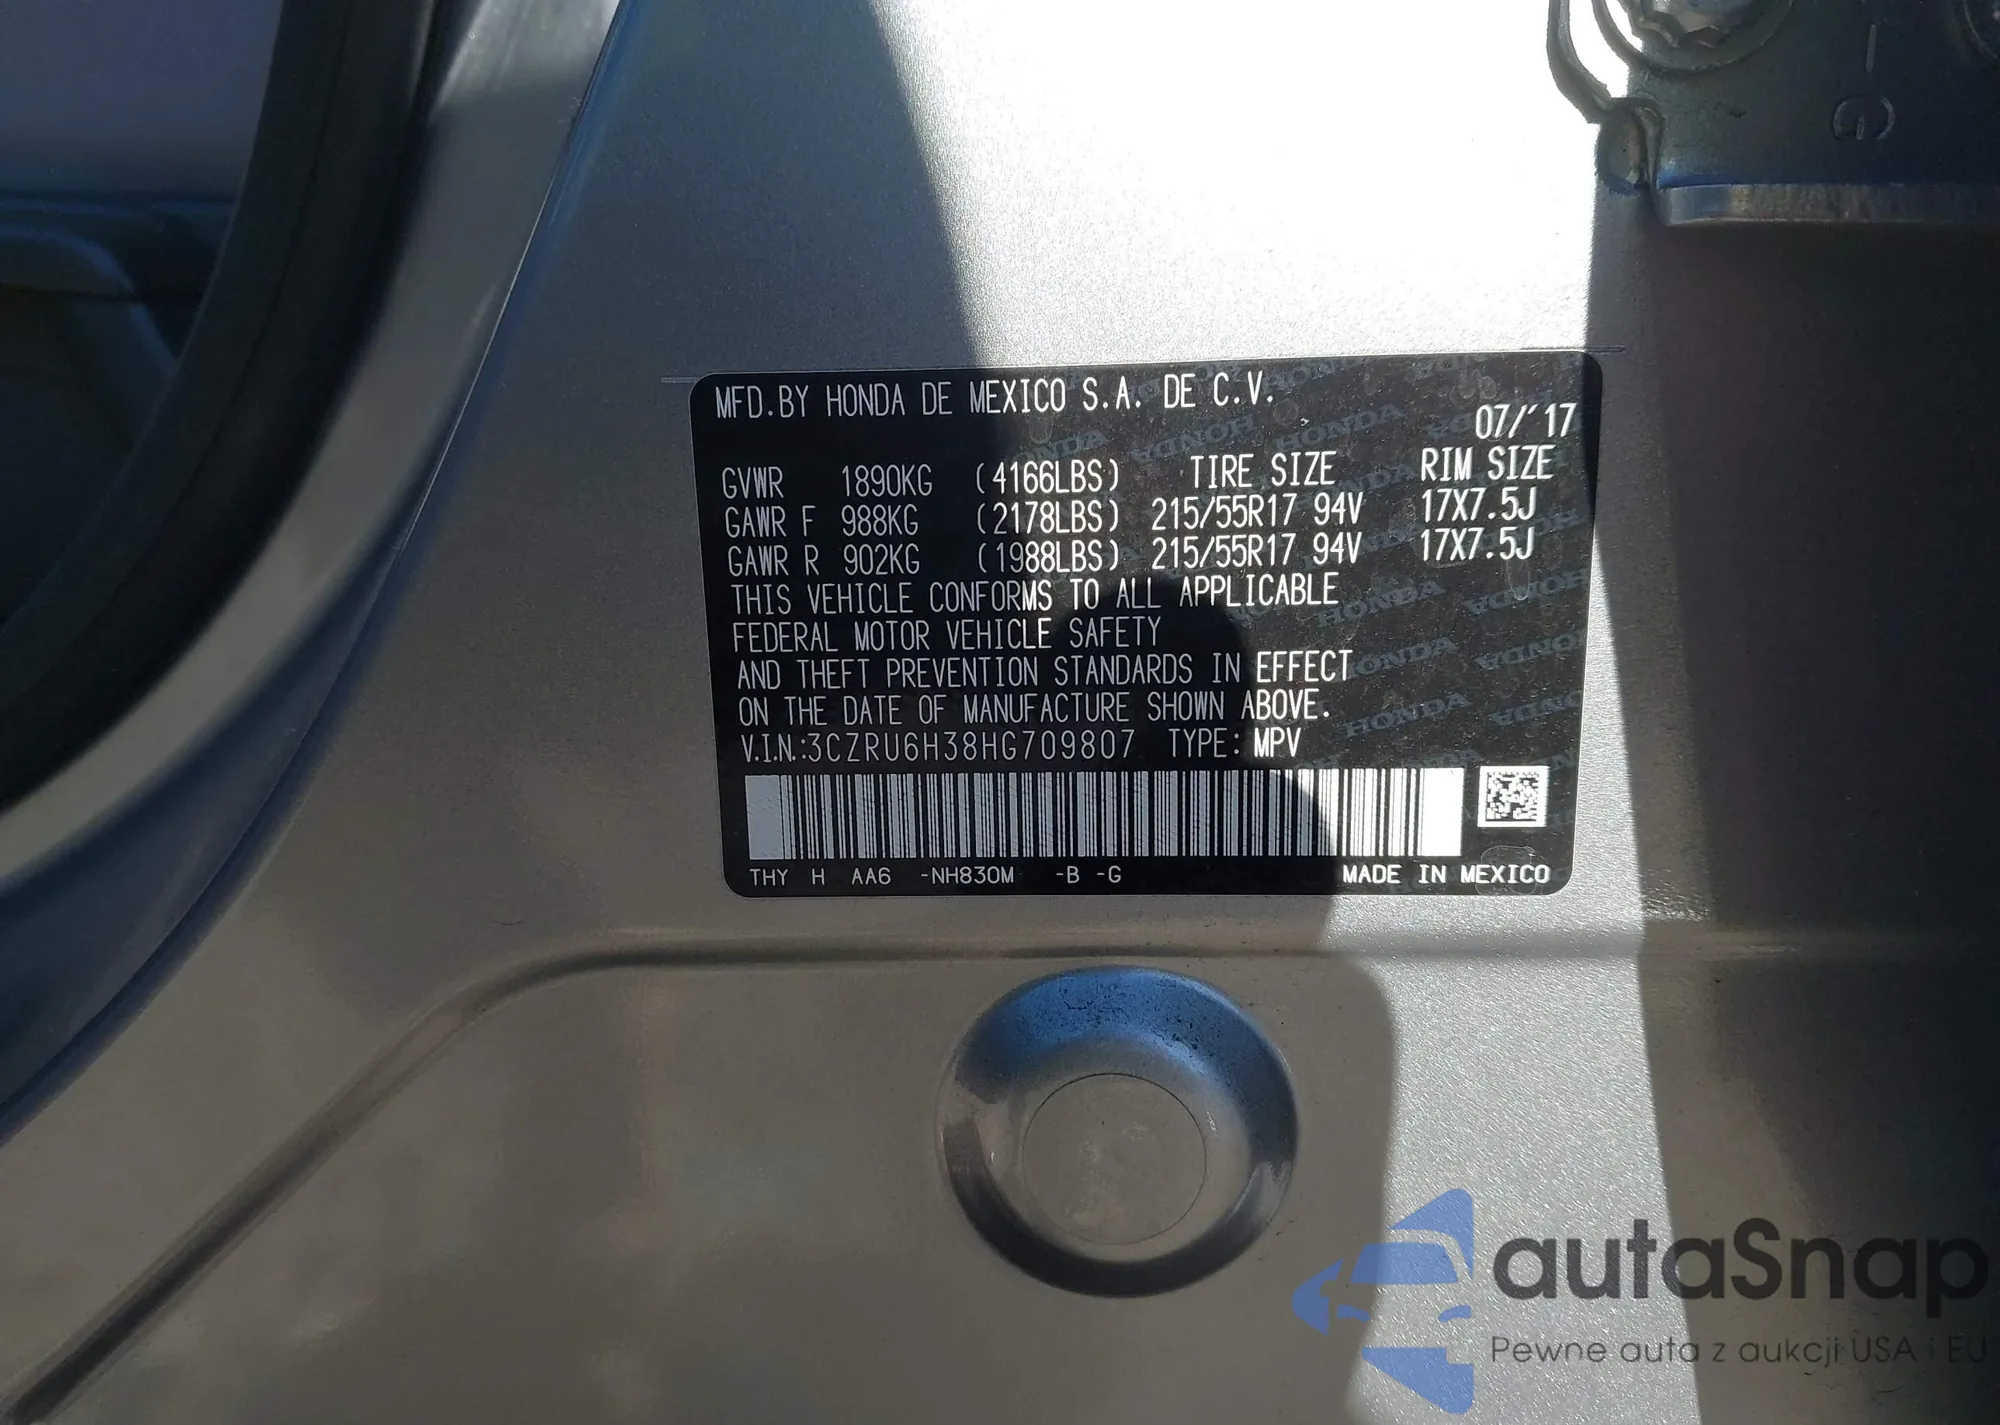 MFD.BY HONDA DE MEXICO S.A. DE C.V.
07/'17
GVWR 1890KG (4166LBS) TIRE SIZE RIM SIZE
GAWR F 988KG (2178LBS) 215/55R17 94V 17X7.5J
GAWR R 902KG (1988LBS) 215/55R17 94V 17X7.5J
THIS VEHICLE CONFORMS TO ALL APPLICABLE
FEDERAL MOTOR VEHICLE SAFETY
AND THEFT PREVENTION STANDARDS IN EFFECT
ON THE DATE OF MANUFACTURE SHOWN ABOVE.
V.I.N.:3CZRU6H38HG709807 TYPE: MPV
THY H AA6 -NH830M -B -G MADE IN MEXICO
autaSnap
Pewne auta z aukcji USA i EU